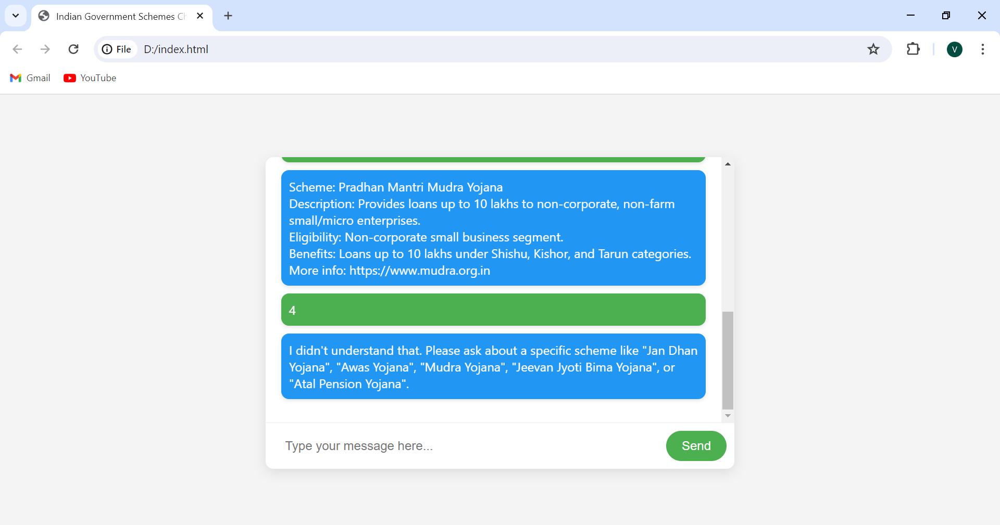 Indian Government Schemes Ch
File
D:/index.html
V
Gmail
YouTube
Scheme: Pradhan Mantri Mudra Yojana
Description: Provides loans up to 10 lakhs to non-corporate, non-farm
small/micro enterprises.
Eligibility: Non-corporate small business segment.
Benefits: Loans up to 10 lakhs under Shishu, Kishor, and Tarun categories.
More info: https://www.mudra.org.in
4
I didn't understand that. Please ask about a specific scheme like "Jan Dhan
Yojana", "Awas Yojana", "Mudra Yojana", "Jeevan Jyoti Bima Yojana", or
"Atal Pension Yojana".
Type your message here...
Send